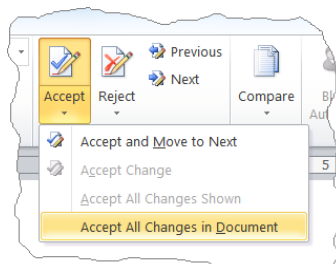 Previous
Next
Accept
Reject
Compare
Accept and Move to Next
Accept Change
Accept All Changes Shown
Accept All Changes in Document
5